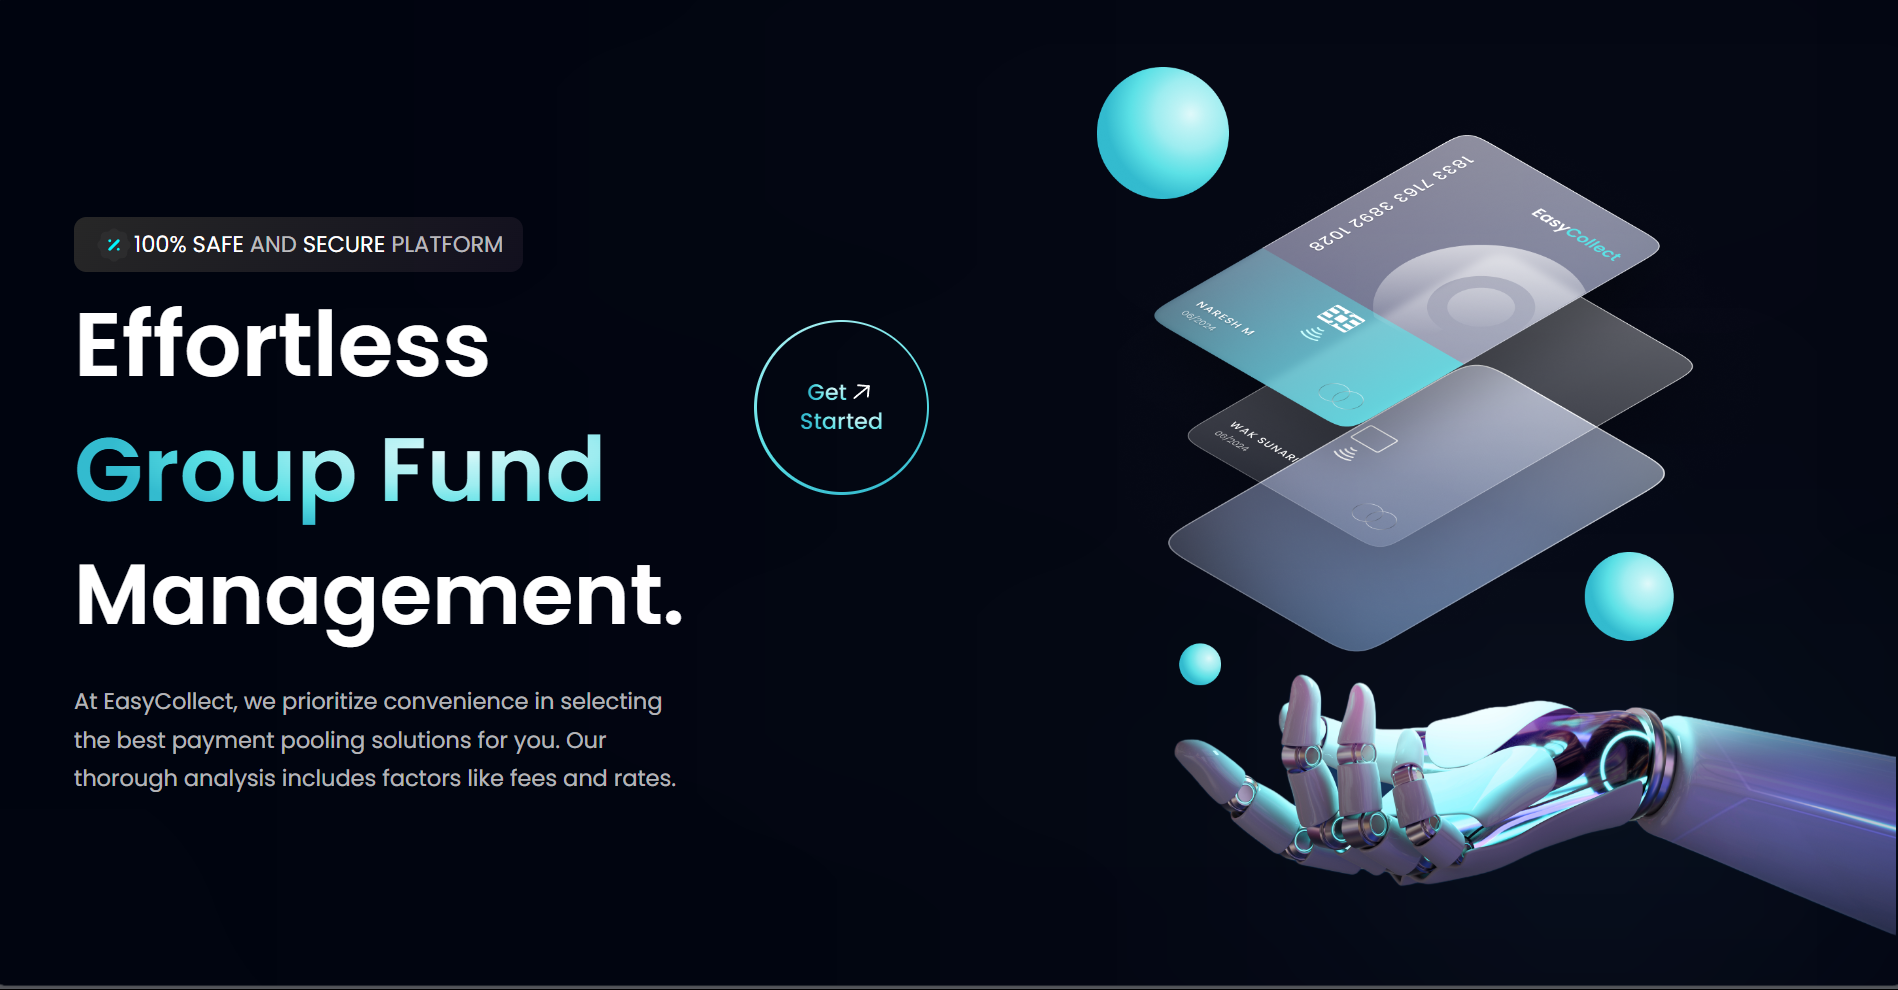 100% SAFE AND SECURE PLATFORM
Effortless
Group Fund
Management.
At EasyCollect, we prioritize convenience in selecting
the best payment pooling solutions for you. Our
thorough analysis includes factors like fees and rates.
Get
Started
1833 7163 3892 1028
EasyCollect
NARESH M
06/2024
WAK SUNARI
06/2024